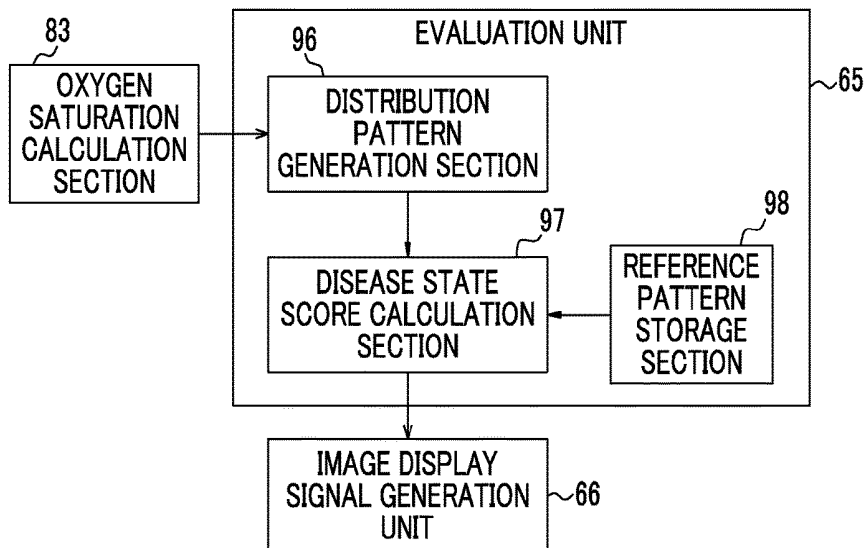 83
OXYGEN
SATURATION
CALCULATION
SECTION
EVALUATION UNIT
65
96
DISTRIBUTION
PATTERN
GENERATION SECTION
97
DISEASE STATE
SCORE CALCULATION
SECTION
98
REFERENCE
PATTERN
STORAGE
SECTION
IMAGE DISPLAY
SIGNAL GENERATION
UNIT
66